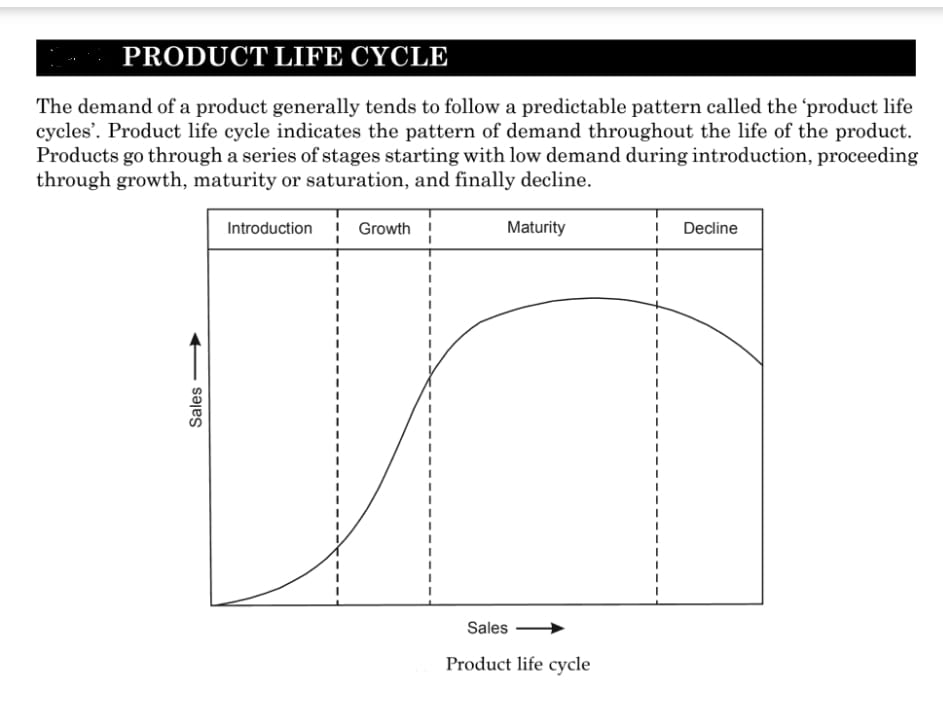 PRODUCT LIFE CYCLE
The demand of a product generally tends to follow a predictable pattern called the ‘product life
cycles’. Product life cycle indicates the pattern of demand throughout the life of the product.
Products go through a series of stages starting with low demand during introduction, proceeding
through growth, maturity or saturation, and finally decline.
Introduction Growth Maturity Decline
Sales
Sales
Product life cycle